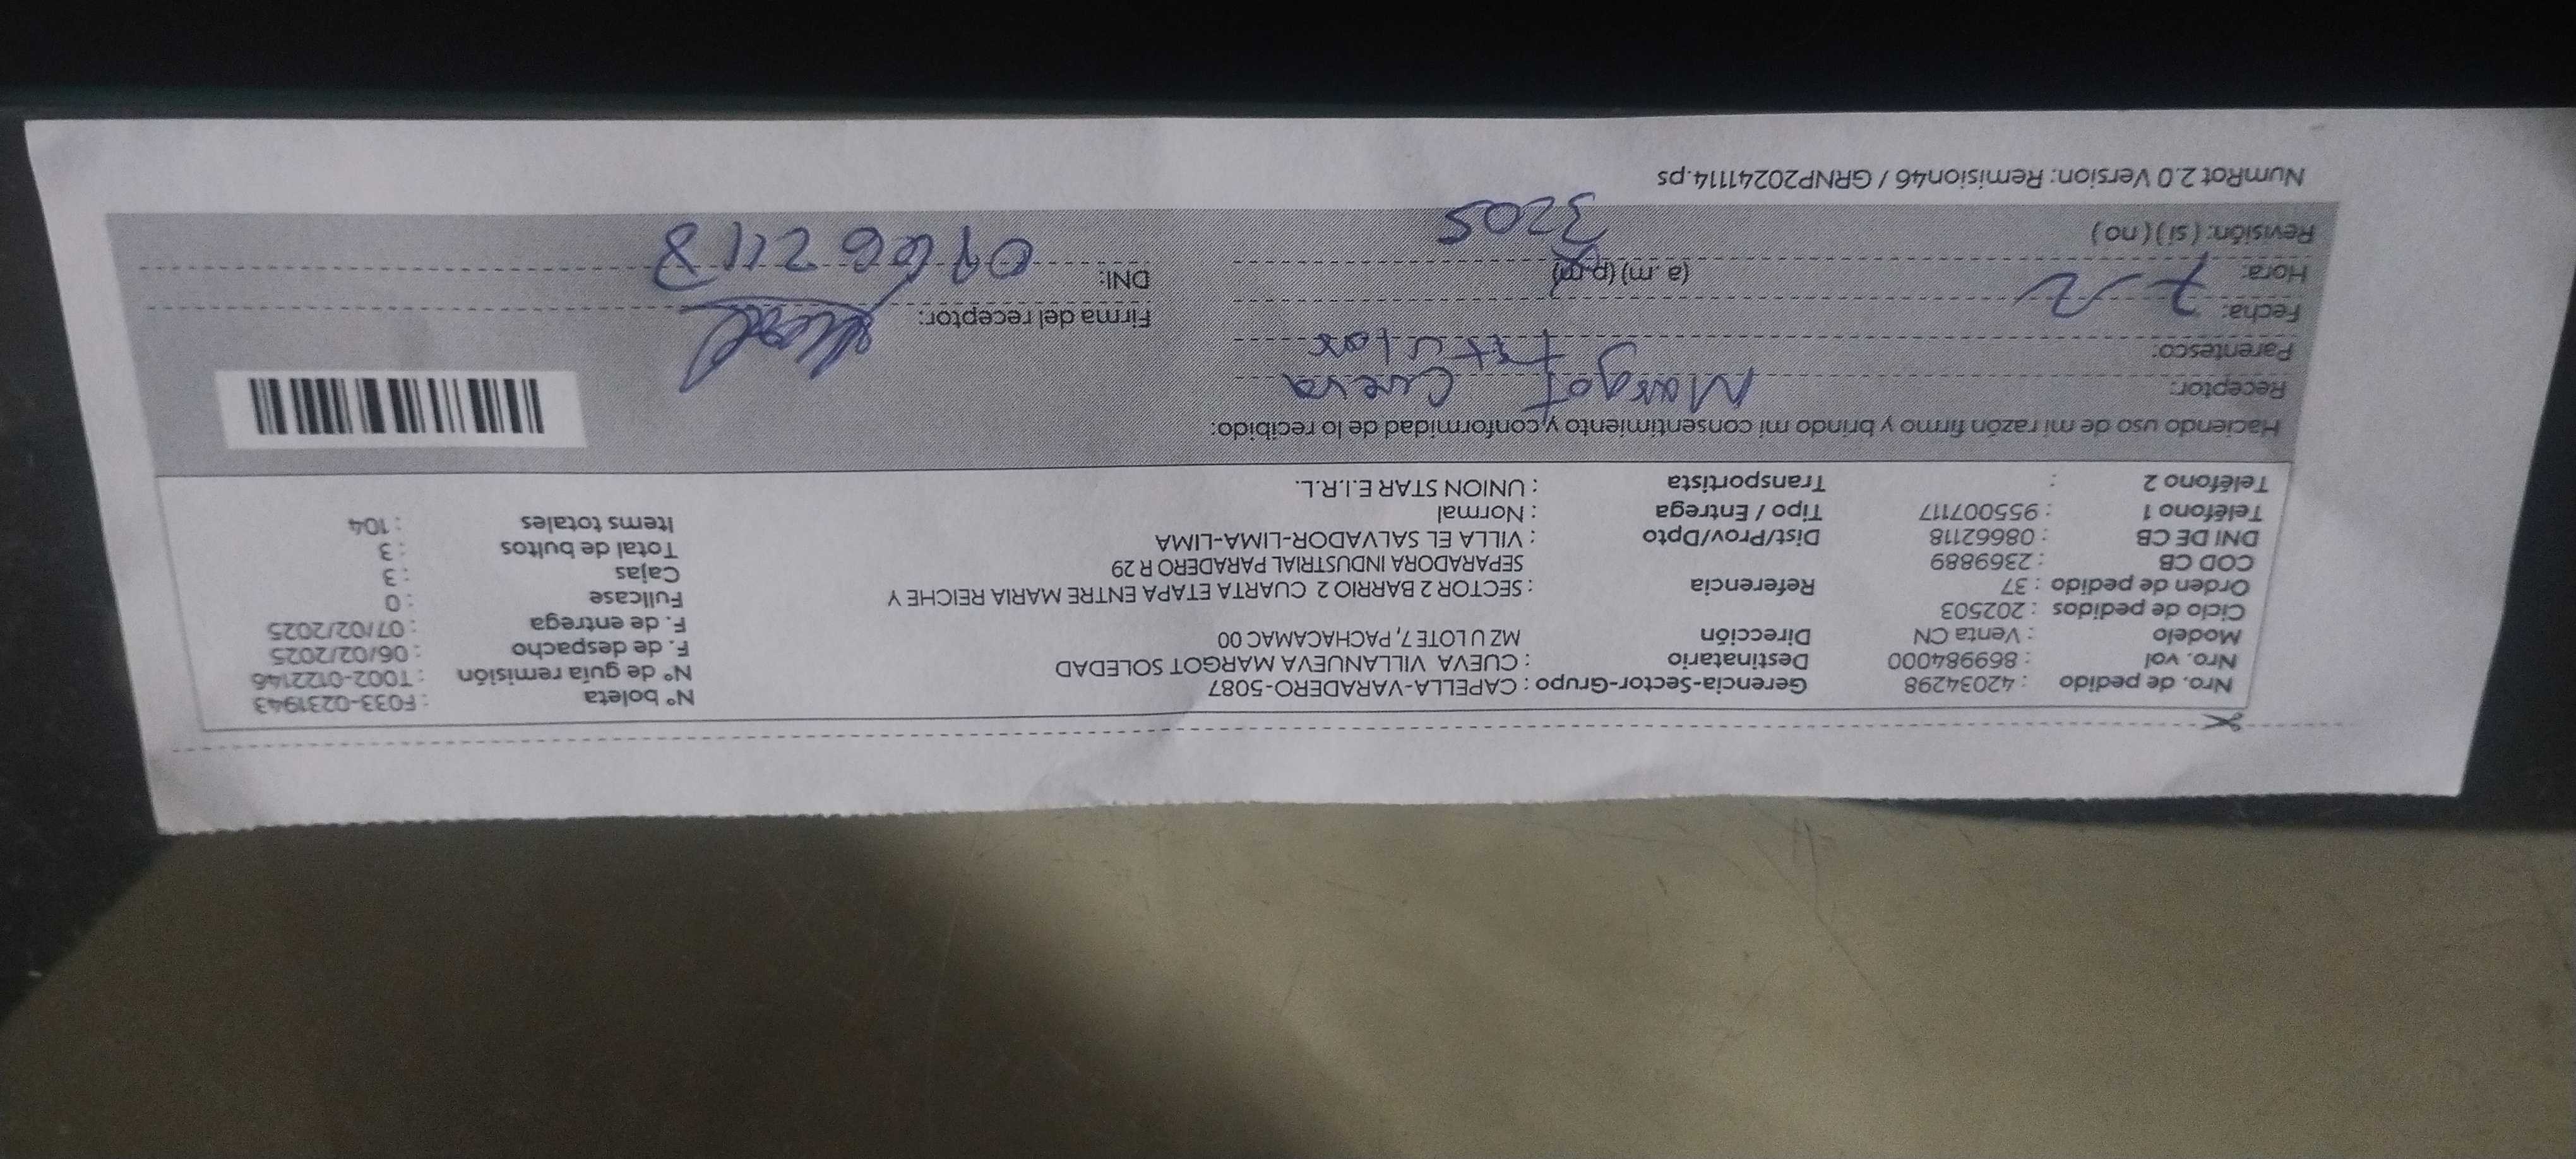 Nro. de pedido : 42034298 Gerencia-Sector-Grupo : CAPELLA-VARADERO-5087 N° boleta : F033-0231943
Nro. vol : 869984000 Destinatario : CUEVA VILLANUEVA MARGOT SOLEDAD N° de guía remisión : T002-0122146
Modelo : Venta CN Dirección MZ U LOTE 7, PACHACAMAC 00 F. de despacho : 06/02/2025
Ciclo de pedidos : 202503 F. de entrega : 07/02/2025
Orden de pedido : 37 Referencia : SECTOR 2 BARRIO 2 CUARTA ETAPA ENTRE MARIA REICHE Y Fullcase : 0
COD CB : 2369889 SEPARADORA INDUSTRIAL PARADERO R 29 Cajas : 3
DNI DE CB : 08662118 Dist/Prov/Dpto : VILLA EL SALVADOR-LIMA-LIMA Total de bultos : 3
Teléfono 1 : 955007117 Tipo / Entrega : Normal Items totales : 104
Teléfono 2 : Transportista : UNION STAR E.I.R.L.
Haciendo uso de mi razón firmo y brindo mi consentimiento y conformidad de lo recibido:
Receptor: Margot Cueva
Parentesco: Titular
Fecha: 7 2 Firma del receptor:
Hora: (a.m) (p.m) DNI:
Revisión: (si) (no) 3205
NumRot 2.0 Version: Remision46 / GRNP20241114.ps